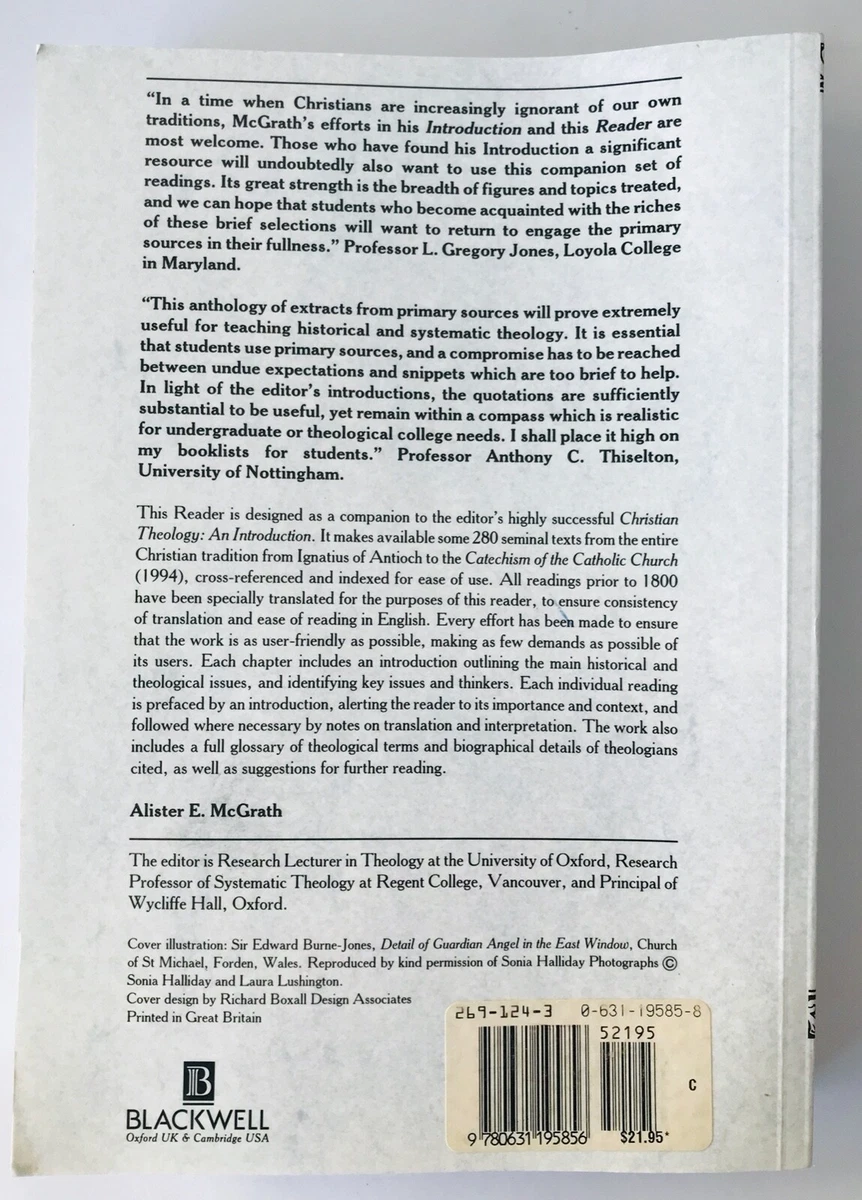 “In a time when Christians are increasingly ignorant of our own
traditions, McGrath’s efforts in his Introduction and this Reader are
most welcome. Those who have found his Introduction a significant
resource will undoubtedly also want to use this companion set of
readings. Its great strength is the breadth of figures and topics treated,
and we can hope that students who become acquainted with the riches
of these brief selections will want to return to engage the primary
sources in their fullness.” Professor L. Gregory Jones, Loyola College
in Maryland.
“This anthology of extracts from primary sources will prove extremely
useful for teaching historical and systematic theology. It is essential
that students use primary sources, and a compromise has to be reached
between undue expectations and snippets which are too brief to help.
In light of the editor’s introductions, the quotations are sufficiently
substantial to be useful, yet remain within a compass which is realistic
for undergraduate or theological college needs. I shall place it high on
my booklists for students.” Professor Anthony C. Thiselton,
University of Nottingham.
This Reader is designed as a companion to the editor’s highly successful Christian
Theology: An Introduction. It makes available some 280 seminal texts from the entire
Christian tradition from Ignatius of Antioch to the Catechism of the Catholic Church
(1994), cross-referenced and indexed for ease of use. All readings prior to 1800
have been specially translated for the purposes of this reader, to ensure consistency
of translation and ease of reading in English. Every effort has been made to ensure
that the work is as user-friendly as possible, making as few demands as possible of
its users. Each chapter includes an introduction outlining the main historical and
theological issues, and identifying key issues and thinkers. Each individual reading
is prefaced by an introduction, alerting the reader to its importance and context, and
followed where necessary by notes on translation and interpretation. The work also
includes a full glossary of theological terms and biographical details of theologians
cited, as well as suggestions for further reading.
Alister E. McGrath
The editor is Research Lecturer in Theology at the University of Oxford, Research
Professor of Systematic Theology at Regent College, Vancouver, and Principal of
Wycliffe Hall, Oxford.
Cover illustration: Sir Edward Burne-Jones, Detail of Guardian Angel in the East Window, Church
of St Michael, Forden, Wales. Reproduced by kind permission of Sonia Halliday Photographs ©
Sonia Halliday and Laura Lushington.
Cover design by Richard Boxall Design Associates
Printed in Great Britain
269-124-3 0-631-19585-8
52195
C
9 780631 195856 $21.95*
B
BLACKWELL
Oxford UK & Cambridge USA